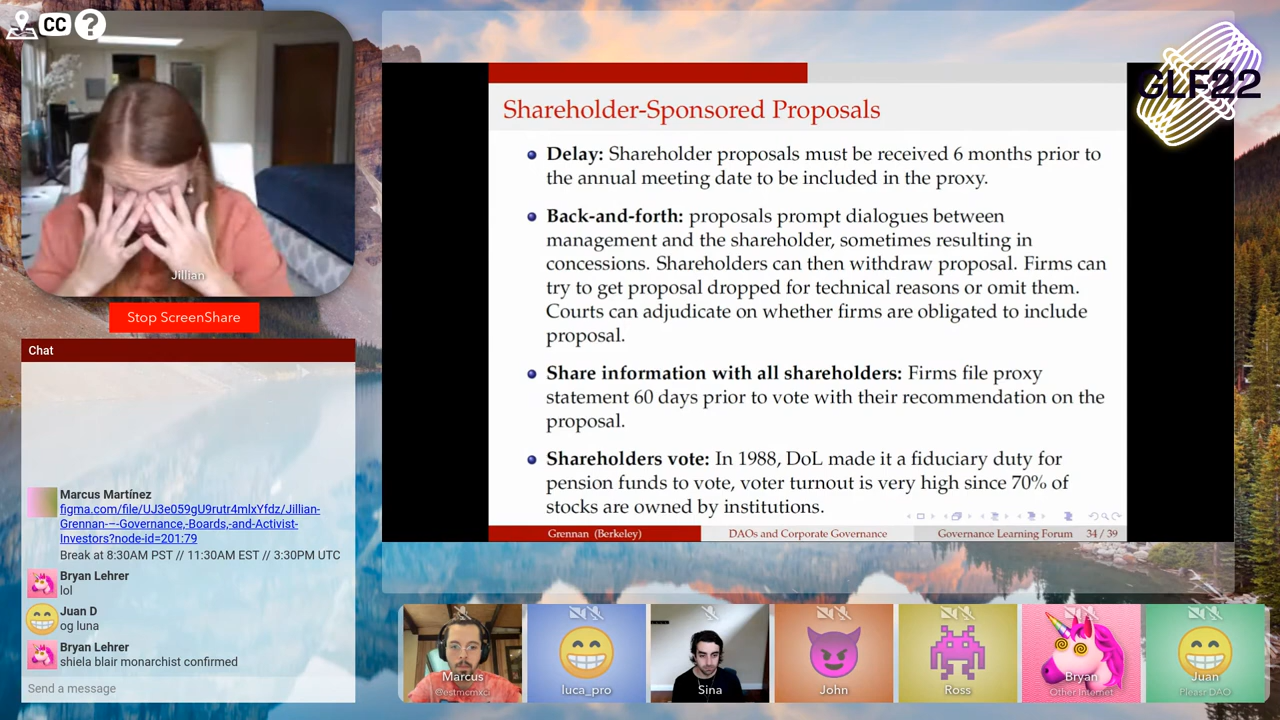 CC
?
GLF22
Jillian
Stop ScreenShare
Chat
Marcus Martínez
figma.com/file/UJ3e059gU9rutr4mlxYfdz/Jillian-
Grennan-–-Governance,-Boards,-and-Activist-
Investors?node-id=201:79
Break at 8:30AM PST // 11:30AM EST // 3:30PM UTC
Bryan Lehrer
lol
Juan D
og luna
Bryan Lehrer
shiela blair monarchist confirmed
Send a message
Shareholder-Sponsored Proposals
Delay: Shareholder proposals must be received 6 months prior to
the annual meeting date to be included in the proxy.
Back-and-forth: proposals prompt dialogues between
management and the shareholder, sometimes resulting in
concessions. Shareholders can then withdraw proposal. Firms can
try to get proposal dropped for technical reasons or omit them.
Courts can adjudicate on whether firms are obligated to include
proposal.
Share information with all shareholders: Firms file proxy
statement 60 days prior to vote with their recommendation on the
proposal.
Shareholders vote: In 1988, DoL made it a fiduciary duty for
pension funds to vote, voter turnout is very high since 70% of
stocks are owned by institutions.
Grennan (Berkeley) DAOs and Corporate Governance Governance Learning Forum 34 / 39
Marcus
@estmcmxci
luca_pro
Sina
John
Ross
Bryan
Other Internet
Juan
PleasrDAO